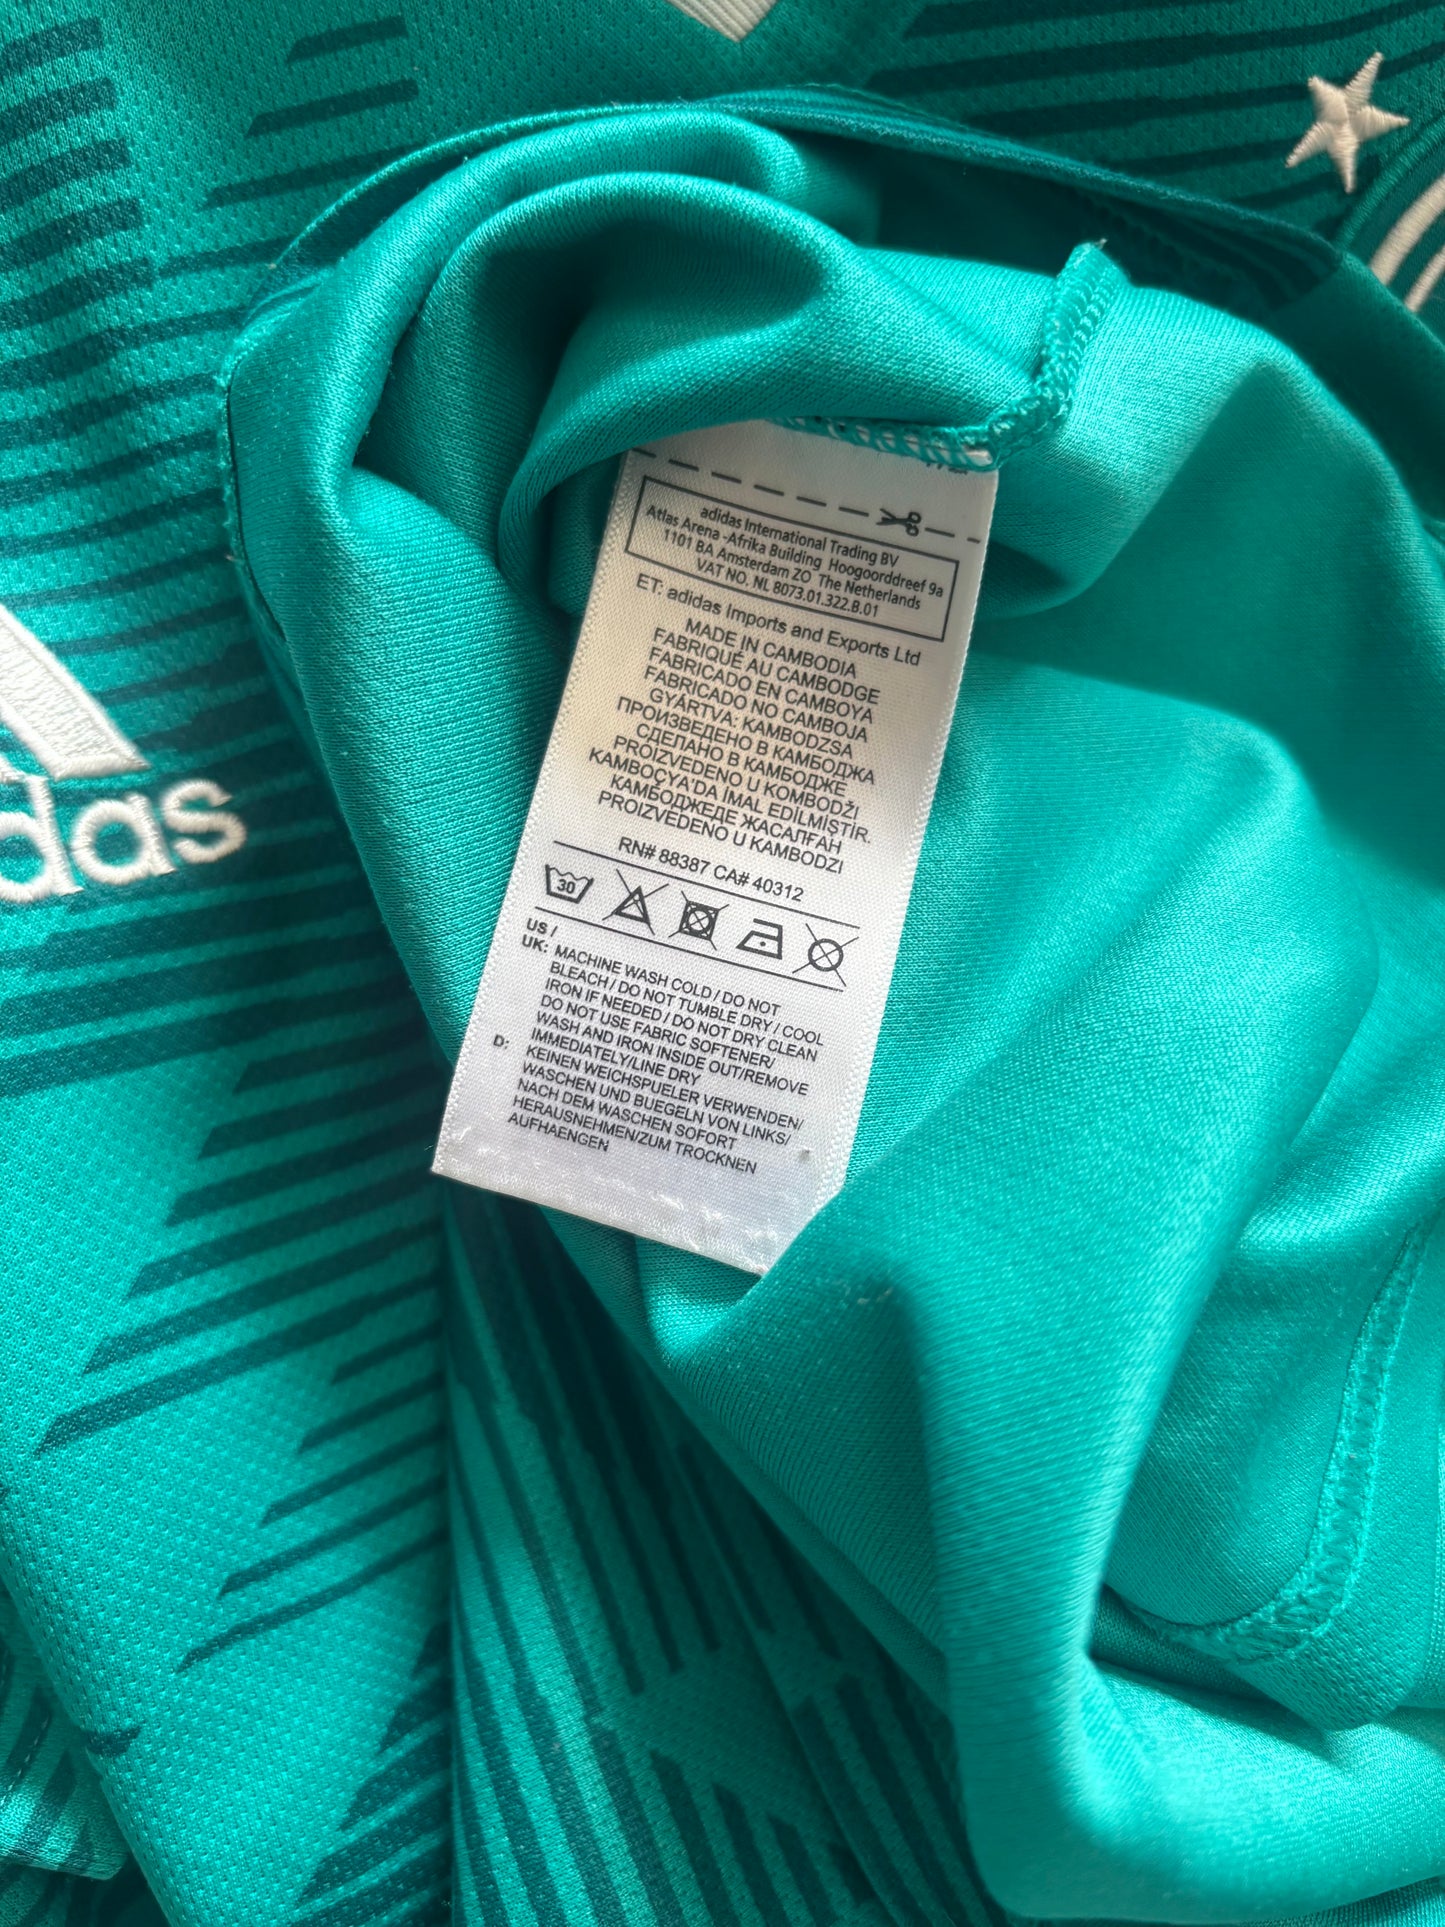 adidas International Trading BV
Atlas Arena -Afrika Building Hoogoorddreef 9a
1101 BA Amsterdam ZO The Netherlands
VAT NO. NL 8073.01.322.B.01
ET: adidas Imports and Exports Ltd
MADE IN CAMBODIA
FABRIQUÉ AU CAMBODGE
FABRICADO EN CAMBOYA
FABRICADO NO CAMBOJA
GYÁRTVA: KAMBODZSA
ПРОИЗВЕДЕНО В КАМБОДЖА
СДЕЛАНО В КАМБОДЖЕ
PROIZVEDENO U KOMBODŽI
KAMBOÇYA'DA İMAL EDİLMİŞTİR.
КАМБОДЖЕДЕ ЖАСАЛҒАН
PROIZVEDENO U KAMBODZI
RN# 88387 CA# 40312
30
US /
UK: MACHINE WASH COLD / DO NOT
BLEACH / DO NOT TUMBLE DRY / COOL
IRON IF NEEDED / DO NOT DRY CLEAN
DO NOT USE FABRIC SOFTENER/
WASH AND IRON INSIDE OUT/REMOVE
IMMEDIATELY/LINE DRY
D: KEINEN WEICHSPUELER VERWENDEN/
WASCHEN UND BUEGELN VON LINKS/
NACH DEM WASCHEN SOFORT
HERAUSNEHMEN/ZUM TROCKNEN
AUFHAENGEN
das